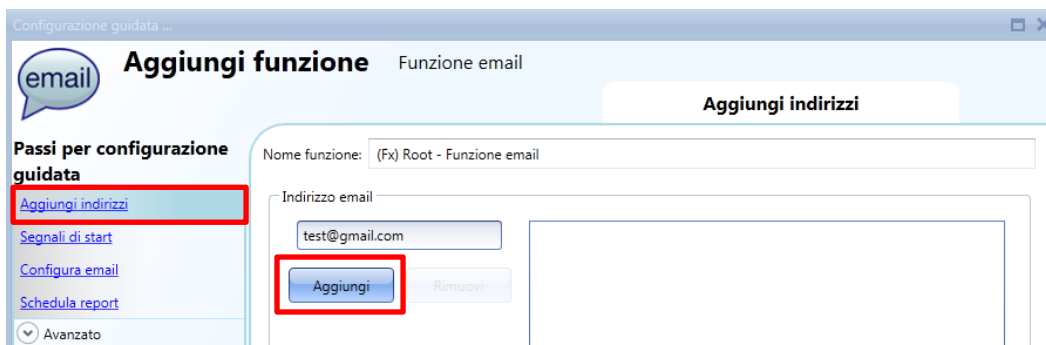 Configurazione guidata ...
email
Aggiungi funzione Funzione email
Aggiungi indirizzi
Passi per configurazione
guidata
Nome funzione: (Fx) Root - Funzione email
Aggiungi indirizzi
Indirizzo email
Segnali di start
test@gmail.com
Configura email
Aggiungi Rimuovi
Schedula report
Avanzato